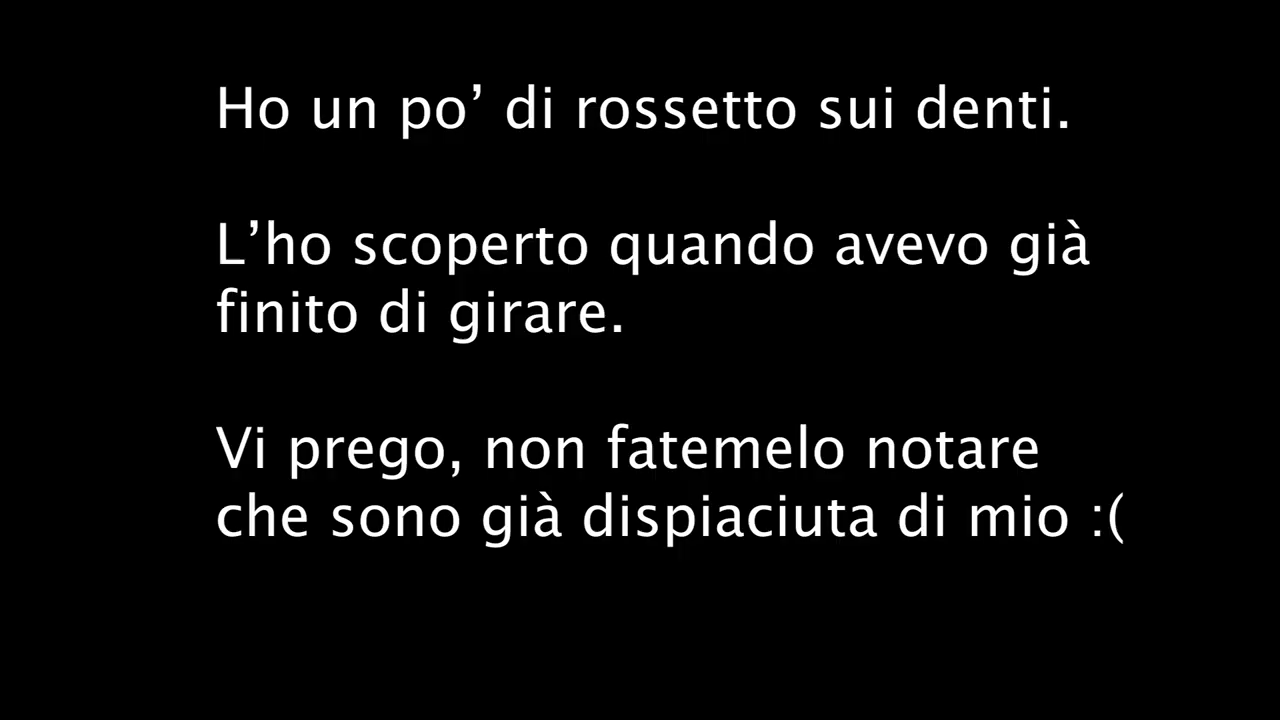 Ho un po’ di rossetto sui denti.
L’ho scoperto quando avevo già
finito di girare.
Vi prego, non fatemelo notare
che sono già dispiaciuta di mio :(